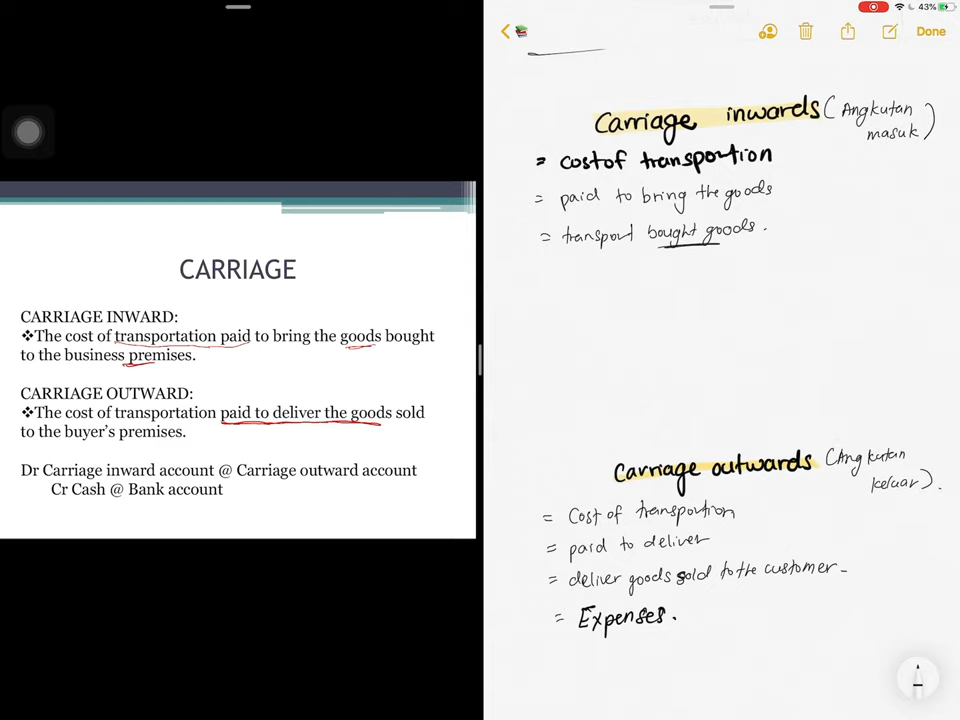 43%
Done
CARRIAGE
CARRIAGE INWARD:
❖The cost of transportation paid to bring the goods bought
to the business premises.
CARRIAGE OUTWARD:
❖The cost of transportation paid to deliver the goods sold
to the buyer's premises.
Dr Carriage inward account @ Carriage outward account
Cr Cash @ Bank account
Carriage inwards (Angkutan
masuk)
= cost of transportion
= paid to bring the goods
= transport bought goods.
Carriage outwards (Angkutan
keluar).
= Cost of transportion
= paid to deliver
= deliver goods sold to the customer-
= Expenses.